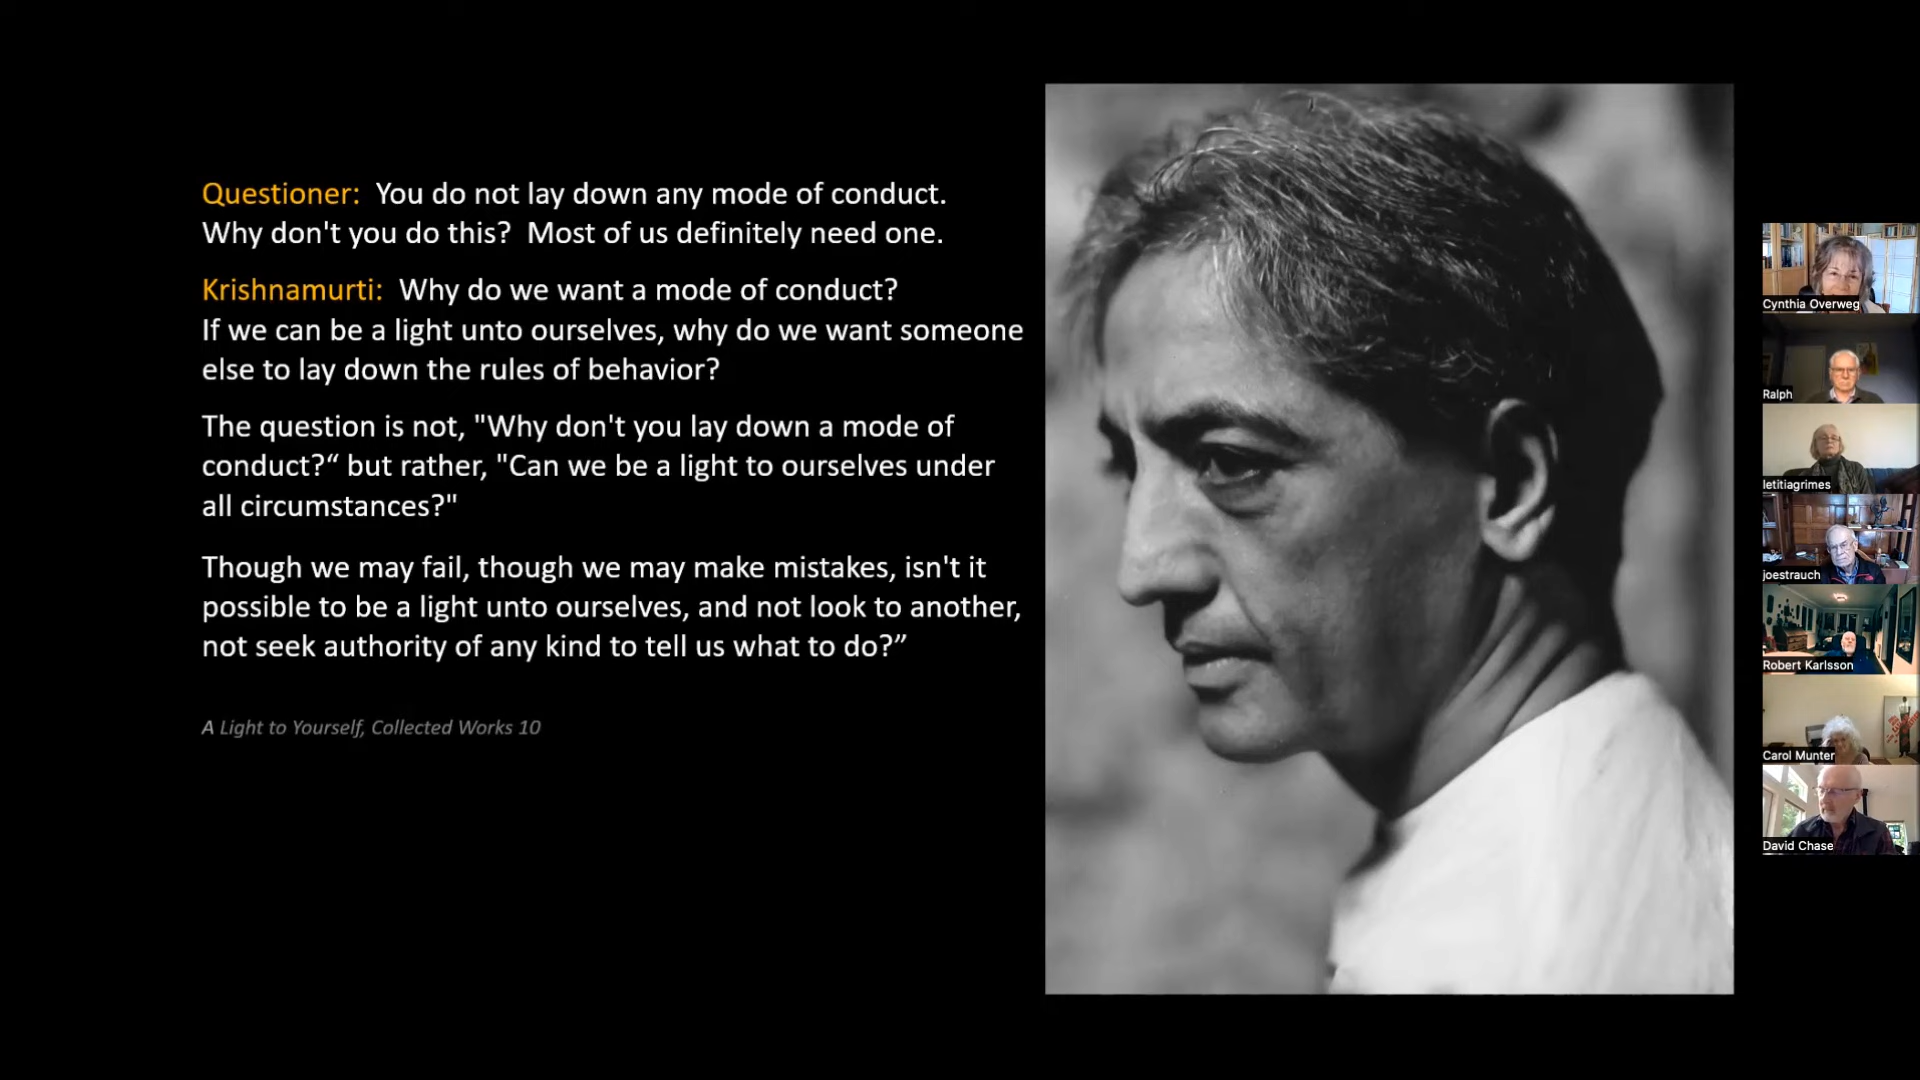 Questioner: You do not lay down any mode of conduct.
Why don't you do this? Most of us definitely need one.
Krishnamurti: Why do we want a mode of conduct?
If we can be a light unto ourselves, why do we want someone
else to lay down the rules of behavior?
The question is not, "Why don't you lay down a mode of
conduct?“ but rather, "Can we be a light to ourselves under
all circumstances?"
Though we may fail, though we may make mistakes, isn't it
possible to be a light unto ourselves, and not look to another,
not seek authority of any kind to tell us what to do?”
A Light to Yourself, Collected Works 10
Cynthia Overweg
Ralph
letitiagrimes
joestrauch
Robert Karlsson
Carol Munter
David Chase